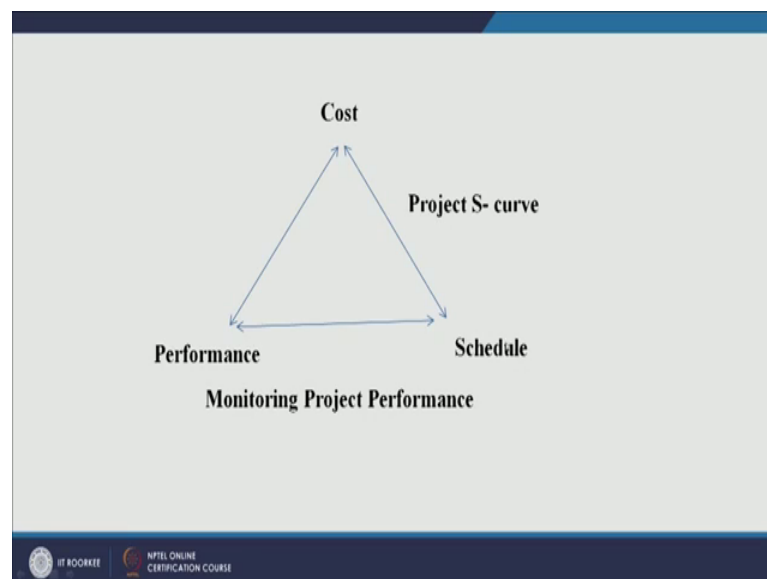 Cost
Project S- curve
Performance
Schedule
Monitoring Project Performance
IIT ROORKEE
NPTEL ONLINE
CERTIFICATION COURSE